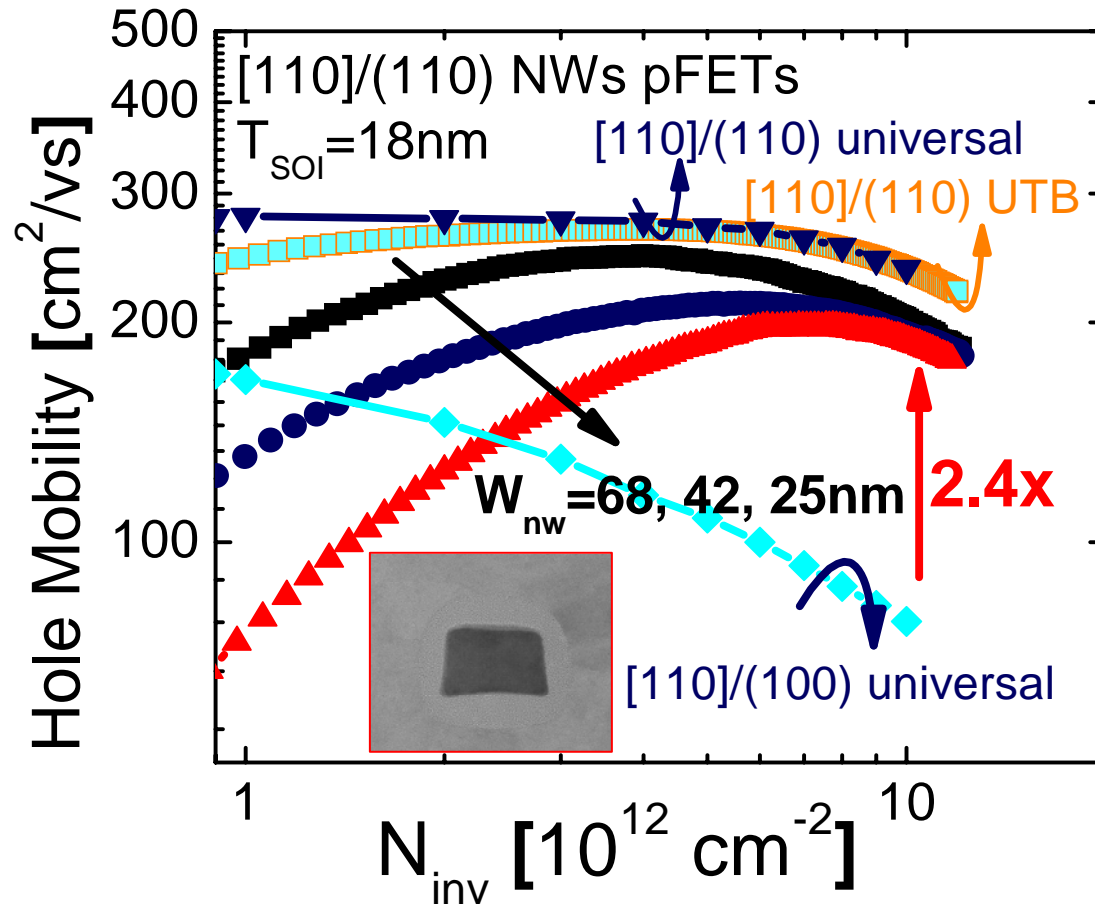 500
400
300
200
100
Hole Mobility [cm²/vs]
[110]/(110) NWs pFETs
T_SOI=18nm
[110]/(110) universal
[110]/(110) UTB
W_nw=68, 42, 25nm
2.4x
[110]/(100) universal
1
10
N_inv [10¹² cm⁻²]